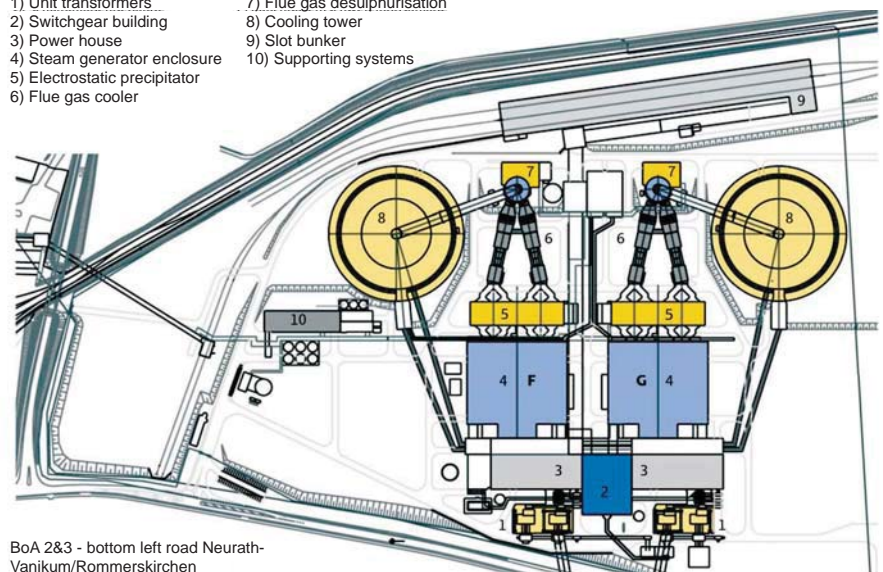 1) Unit transformers
2) Switchgear building
3) Power house
4) Steam generator enclosure
5) Electrostatic precipitator
6) Flue gas cooler
7) Flue gas desulphurisation
8) Cooling tower
9) Slot bunker
10) Supporting systems
9
7
7
8
8
6
6
10
5
5
4 F
G 4
3
3
2
1
1
BoA 2&3 - bottom left road Neurath-
Vanikum/Rommerskirchen